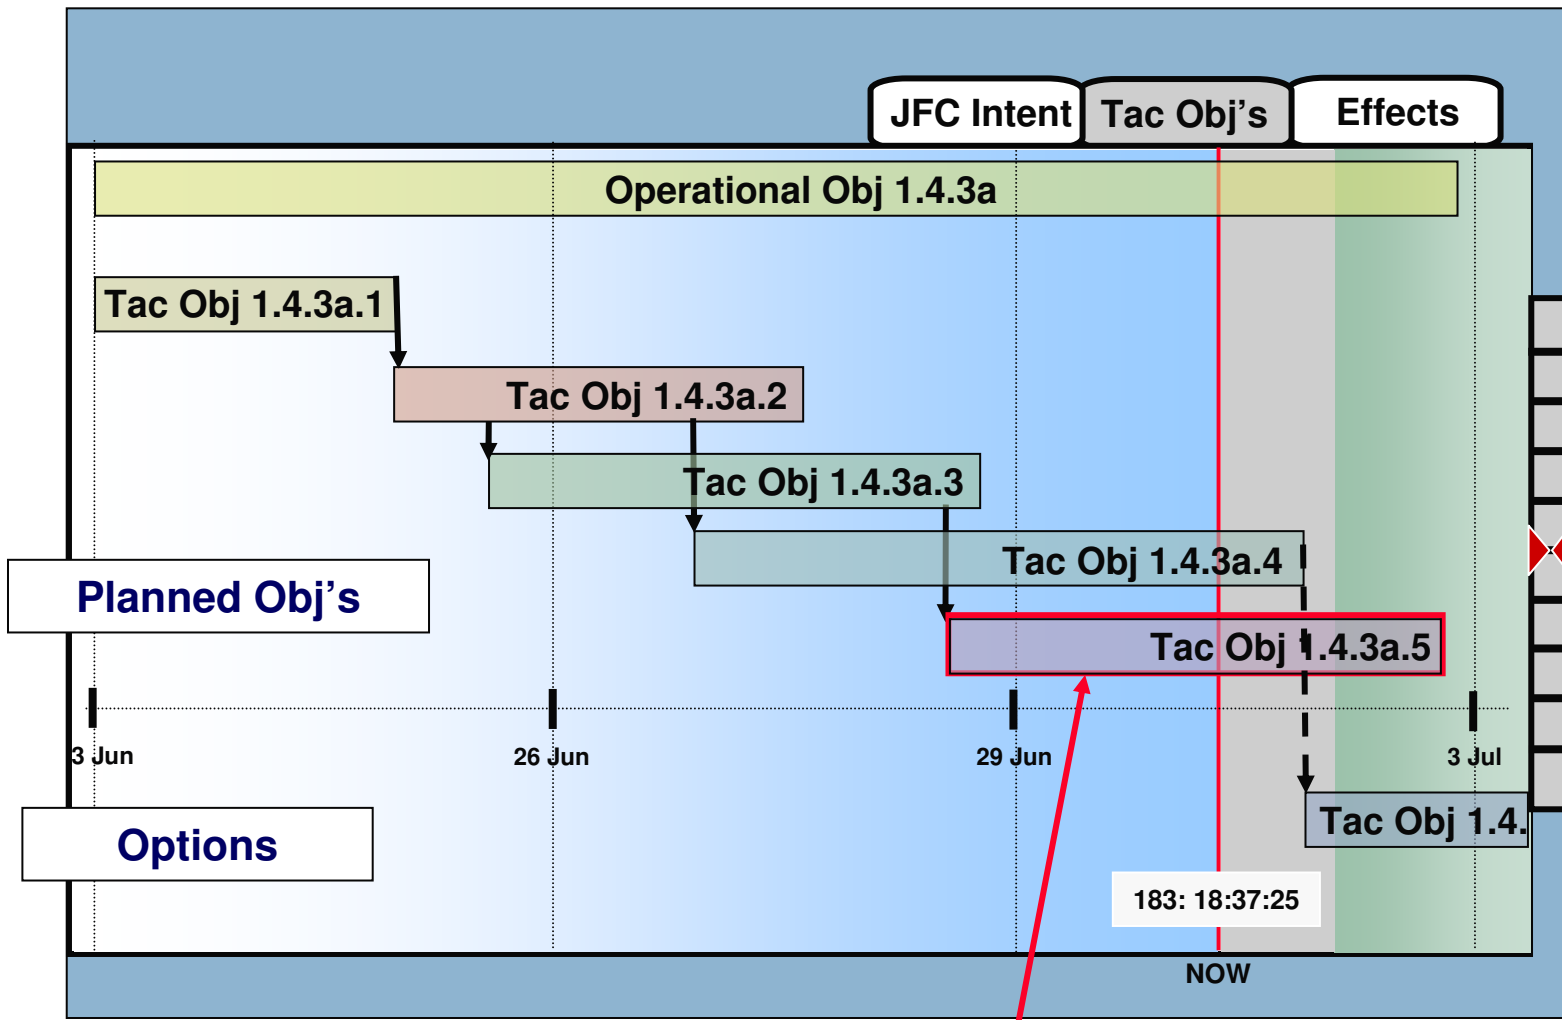 JFC Intent
Tac Obj's
Effects
Operational Obj 1.4.3a
Tac Obj 1.4.3a.1
Tac Obj 1.4.3a.2
Tac Obj 1.4.3a.3
Tac Obj 1.4.3a.4
Planned Obj’s
Tac Obj 1.4.3a.5
3 Jun
26 Jun
29 Jun
3 Jul
Options
Tac Obj 1.4.
183: 18:37:25
NOW